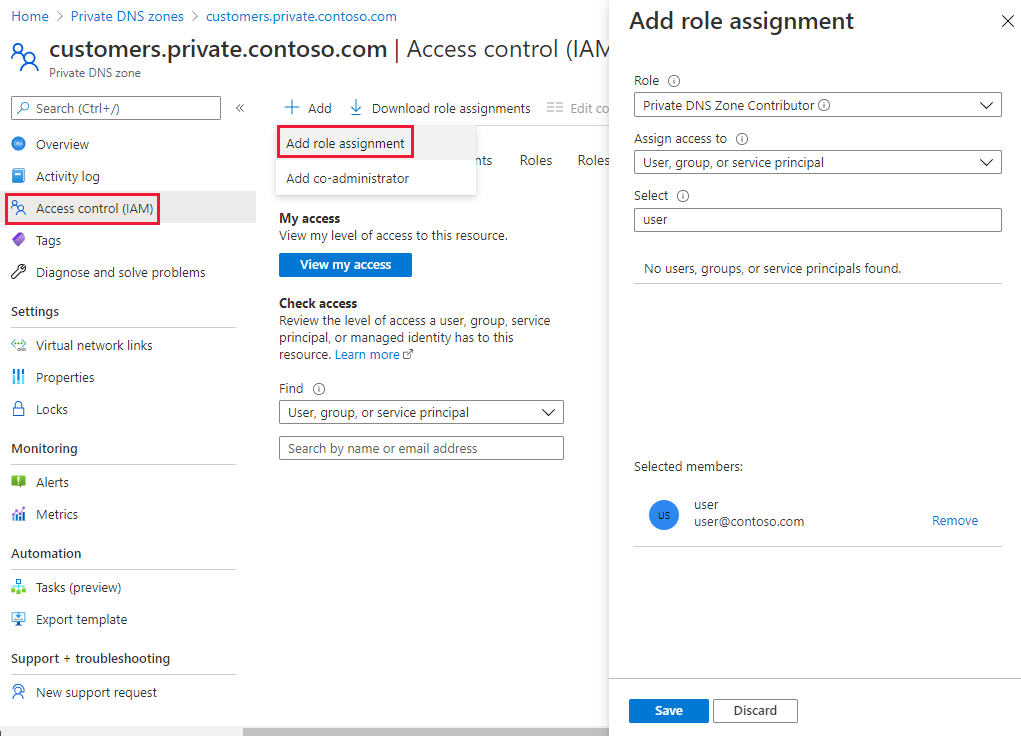 Home > Private DNS zones > customers.private.contoso.com
customers.private.contoso.com | Access control (IAM
Private DNS zone
Search (Ctrl+/)
«
Overview
Activity log
Access control (IAM)
Tags
Diagnose and solve problems
Settings
Virtual network links
Properties
Locks
Monitoring
Alerts
Metrics
Automation
Tasks (preview)
Export template
Support + troubleshooting
New support request
Add
Download role assignments
Edit co
Add role assignment
Add co-administrator
nts
Roles
Roles
My access
View my level of access to this resource.
View my access
Check access
Review the level of access a user, group, service
principal, or managed identity has to this
resource. Learn more
Find
User, group, or service principal
Search by name or email address
Add role assignment
Role
Private DNS Zone Contributor
Assign access to
User, group, or service principal
Select
user
No users, groups, or service principals found.
Selected members:
US
user
user@contoso.com
Remove
Save
Discard